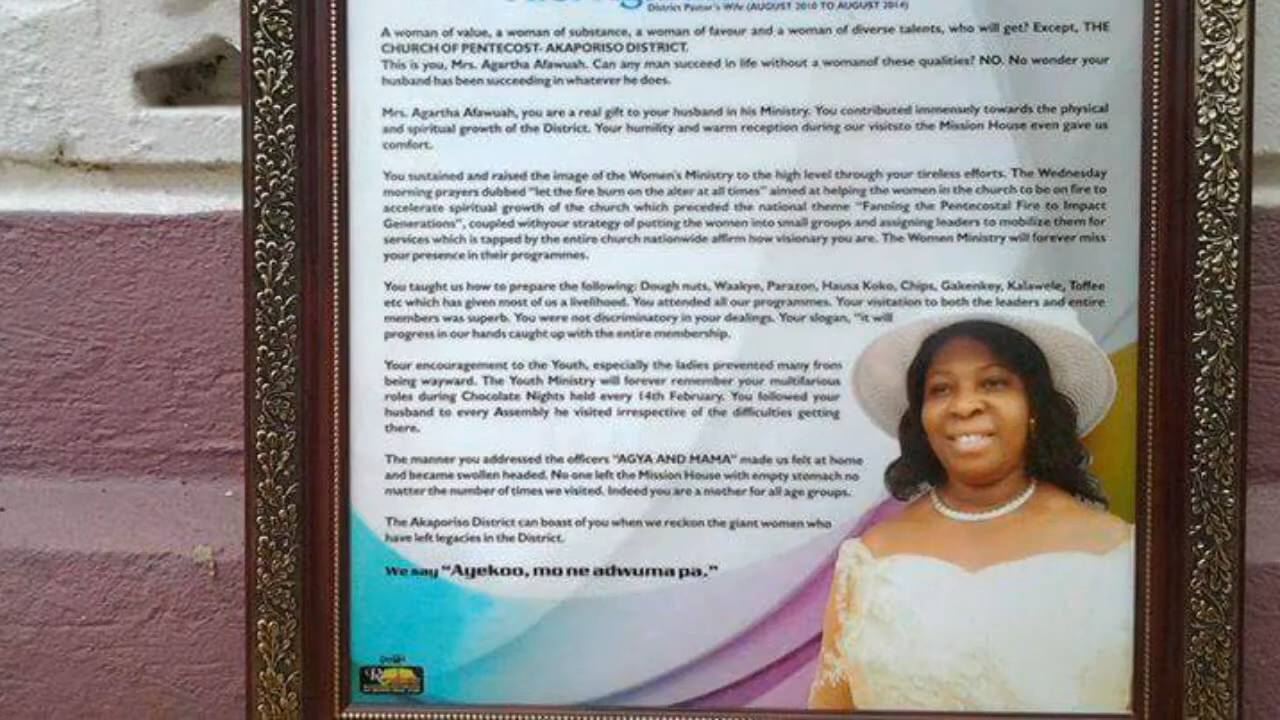 District Pastor's Wife (AUGUST 2010 TO AUGUST 2014)
A woman of value, a woman of substance, a woman of favour and a woman of diverse talents, who will get? Except, THE
CHURCH OF PENTECOST- AKAPORISO DISTRICT.
This is you, Mrs. Agartha Afawuah. Can any man succeed in life without a womanof these qualities? NO. No wonder your
husband has been succeeding in whatever he does.
Mrs. Agartha Afawuah, you are a real gift to your husband in his Ministry. You contributed immensely towards the physical
and spiritual growth of the District. Your humility and warm reception during our visitsto the Mission House even gave us
comfort.
You sustained and raised the image of the Women's Ministry to the high level through your tireless efforts. The Wednesday
morning prayers dubbed "let the fire burn on the alter at all times" aimed at helping the women in the church to be on fire to
accelerate spiritual growth of the church which preceded the national theme "Fanning the Pentecostal Fire to Impact
Generations", coupled withyour strategy of putting the women into small groups and assigning leaders to mobilize them for
services which is tapped by the entire church nationwide affirm how visionary you are. The Women Ministry will forever miss
your presence in their programmes.
You taught us how to prepare the following: Dough nuts, Waakye, Parazon, Hausa Koko, Chips, Gakenkey, Kalawele, Toffee
etc which has given most of us a livelihood. You attended all our programmes. Your visitation to both the leaders and entire
members was superb. You were not discriminatory in your dealings. Your slogan, "it will
progress in our hands caught up with the entire membership.
Your encouragement to the Youth, especially the ladies prevented many from
being wayward. The Youth Ministry will forever remember your multifarious
roles during Chocolate Nights held every 14th February. You followed your
husband to every Assembly he visited irrespective of the difficulties getting
there.
The manner you addressed the officers "AGYA AND MAMA" made us felt at home
and became swollen headed. No one left the Mission House with empty stomach no
matter the number of times we visited. Indeed you are a mother for all age groups.
The Akaporiso District can boast of you when we reckon the giant women who
have left legacies in the District.
We say "Ayekoo, mo ne adwuma pa."